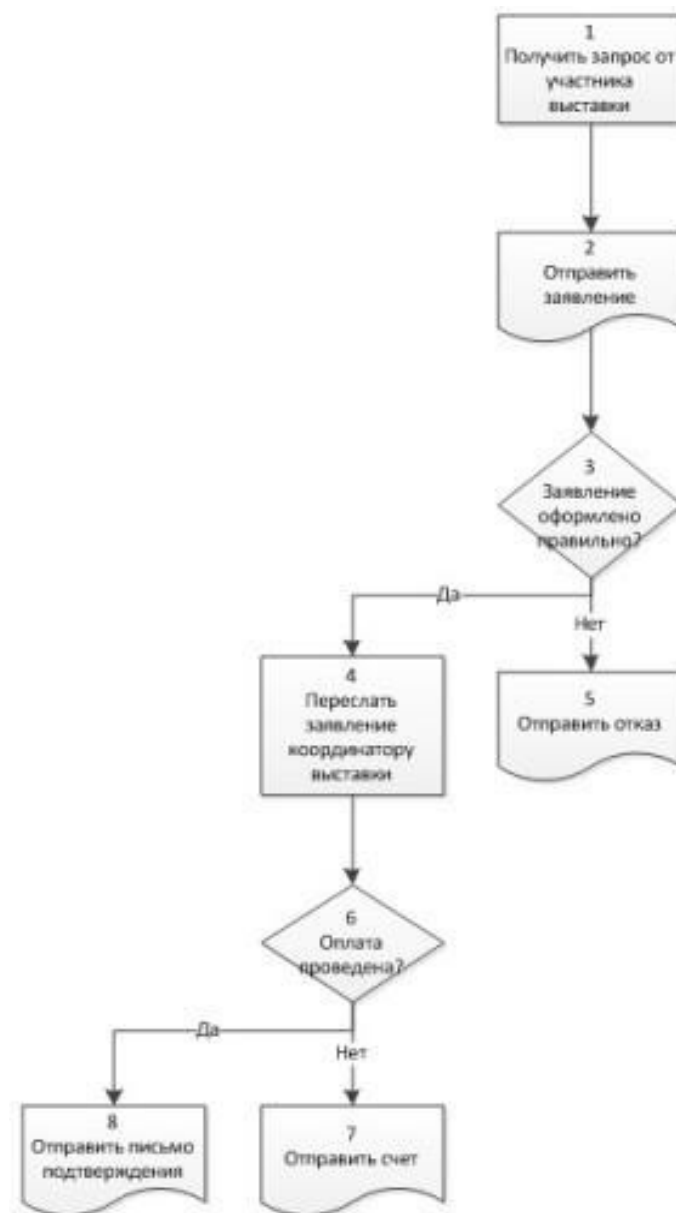 1
Получить запрос от
участника
выставки
2
Отправить
заявление
3
Заявление
оформлено
правильно?
Да
Нет
4
Переслать
заявление
координатору
выставки
5
Отправить отказ
6
Оплата
проведена?
Да
Нет
8
Отправить письмо
подтверждения
7
Отправить счет